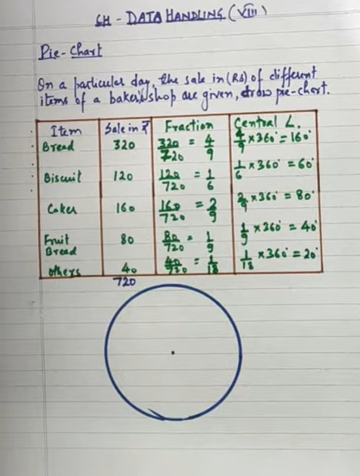 CH - DATA HANDLING (VIII)
Pie-Chart
On a particular day, the sale in (Rs) of different
items of a baker's shop are given, draw pie-chart.
Item Sale in ₹ Fraction Central ∠.
Bread 320 320/720 = 4/9 4/9 × 360° = 160°
Biscuit 120 120/720 = 1/6 1/6 × 360° = 60°
Cakes 160 160/720 = 2/9 2/9 × 360° = 80°
Fruit Bread 80 80/720 = 1/9 1/9 × 360° = 40°
Others 40 40/720 = 1/18 1/18 × 360° = 20°
720